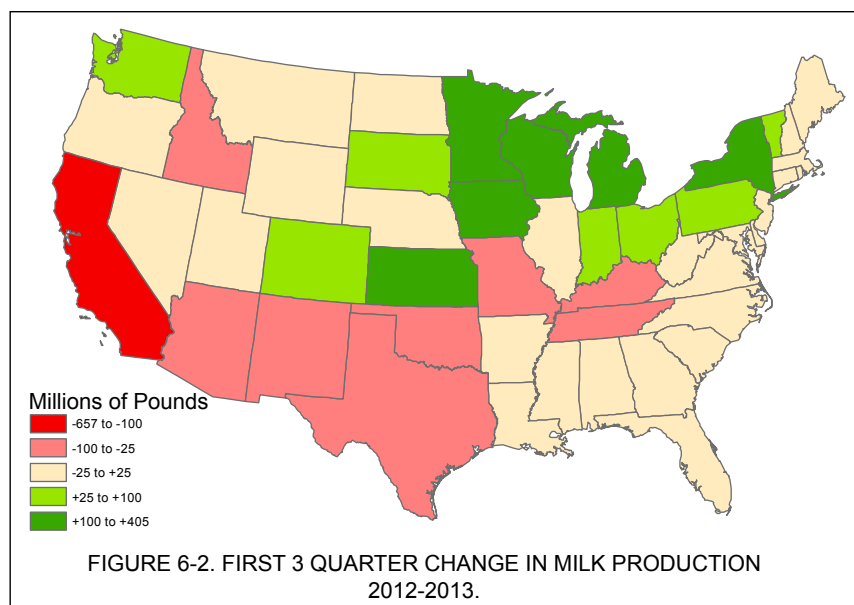 Millions of Pounds
-657 to -100
-100 to -25
-25 to +25
+25 to +100
+100 to +405
FIGURE 6-2. FIRST 3 QUARTER CHANGE IN MILK PRODUCTION
2012-2013.